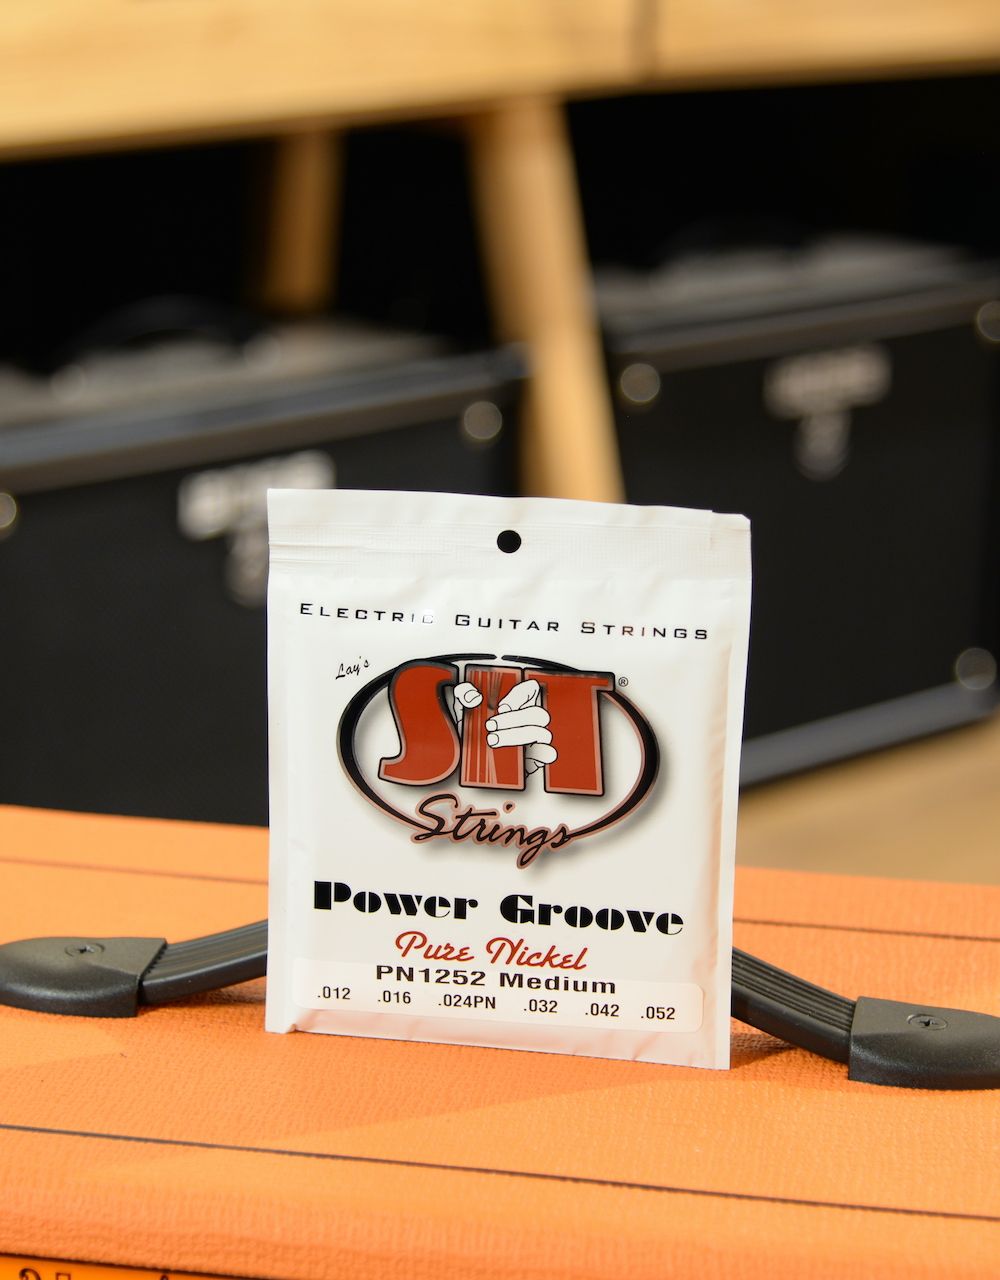 Electric Guitar Strings
Lay's
SIT®
Strings
Power Groove
Pure Nickel
PN1252 Medium
.012 .016 .024PN .032 .042 .052